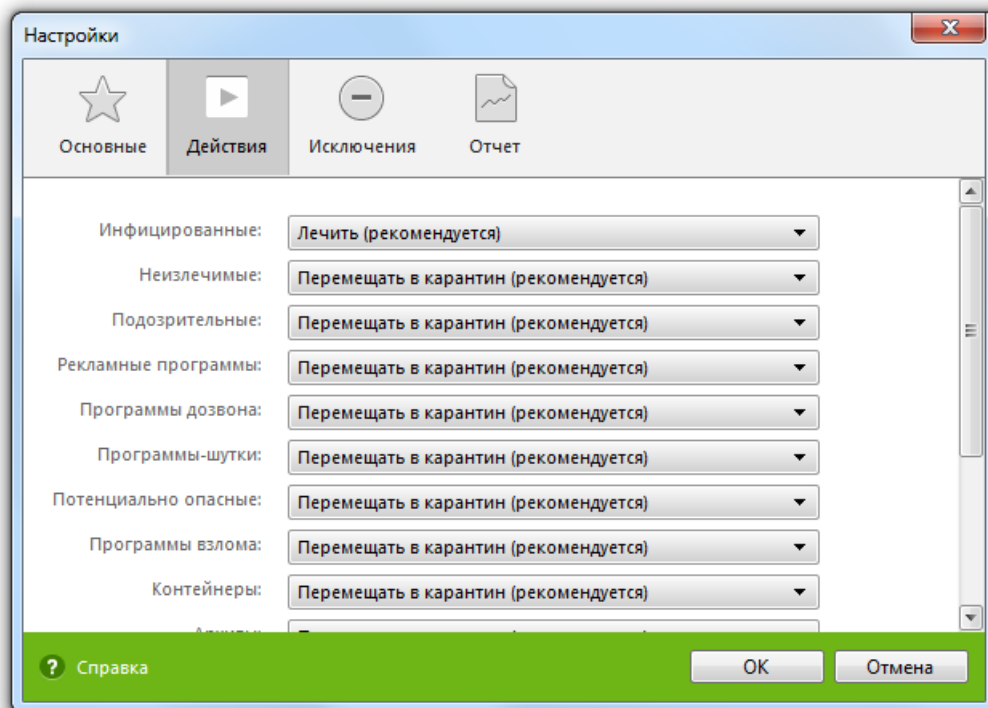 Настройки
Основные Действия Исключения Отчет
Инфицированные: Лечить (рекомендуется)
Неизлечимые: Перемещать в карантин (рекомендуется)
Подозрительные: Перемещать в карантин (рекомендуется)
Рекламные программы: Перемещать в карантин (рекомендуется)
Программы дозвона: Перемещать в карантин (рекомендуется)
Программы-шутки: Перемещать в карантин (рекомендуется)
Потенциально опасные: Перемещать в карантин (рекомендуется)
Программы взлома: Перемещать в карантин (рекомендуется)
Контейнеры: Перемещать в карантин (рекомендуется)
? Справка OK Отмена